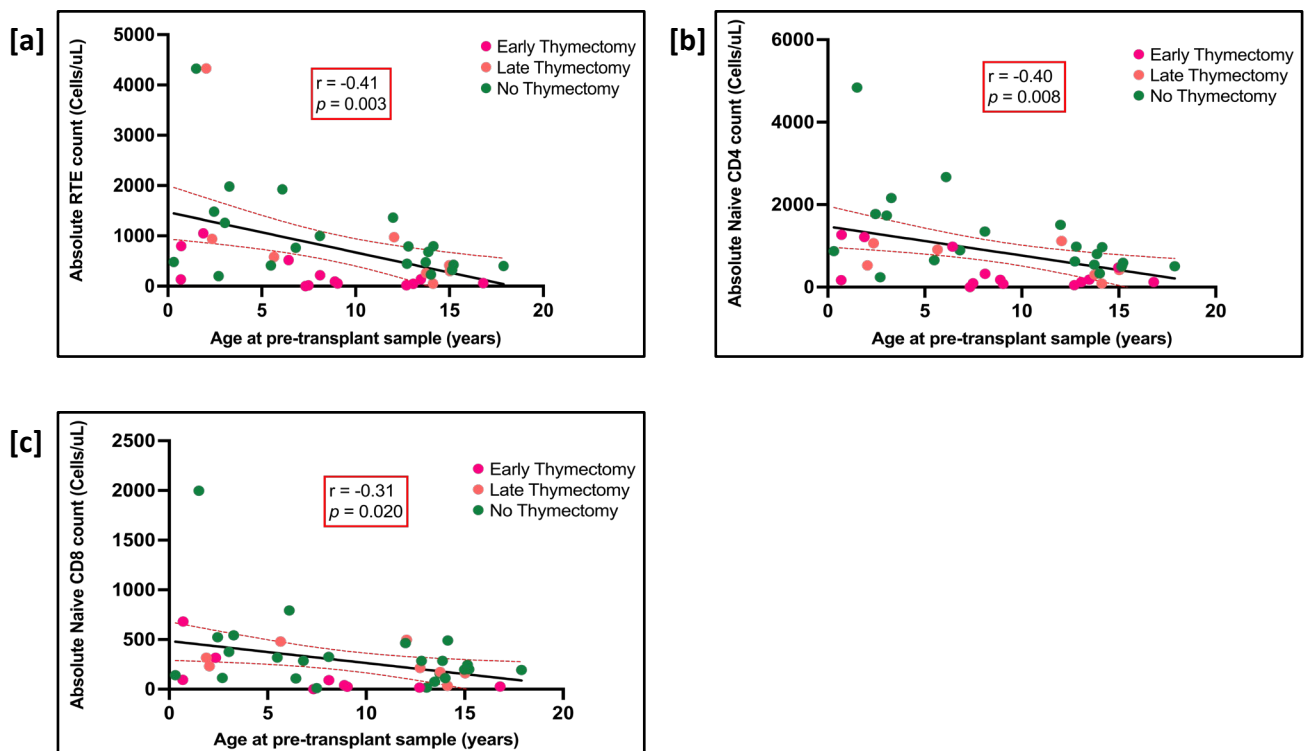 [a]
Absolute RTE count (Cells/uL)
5000
4000
3000
2000
1000
0
0 5 10 15 20
Age at pre-transplant sample (years)
r = -0.41
p = 0.003
Early Thymectomy
Late Thymectomy
No Thymectomy
[b]
Absolute Naive CD4 count (Cells/uL)
6000
4000
2000
0
0 5 10 15 20
Age at pre-transplant sample (years)
r = -0.40
p = 0.008
Early Thymectomy
Late Thymectomy
No Thymectomy
[c]
Absolute Naive CD8 count (Cells/uL)
2500
2000
1500
1000
500
0
0 5 10 15 20
Age at pre-transplant sample (years)
r = -0.31
p = 0.020
Early Thymectomy
Late Thymectomy
No Thymectomy